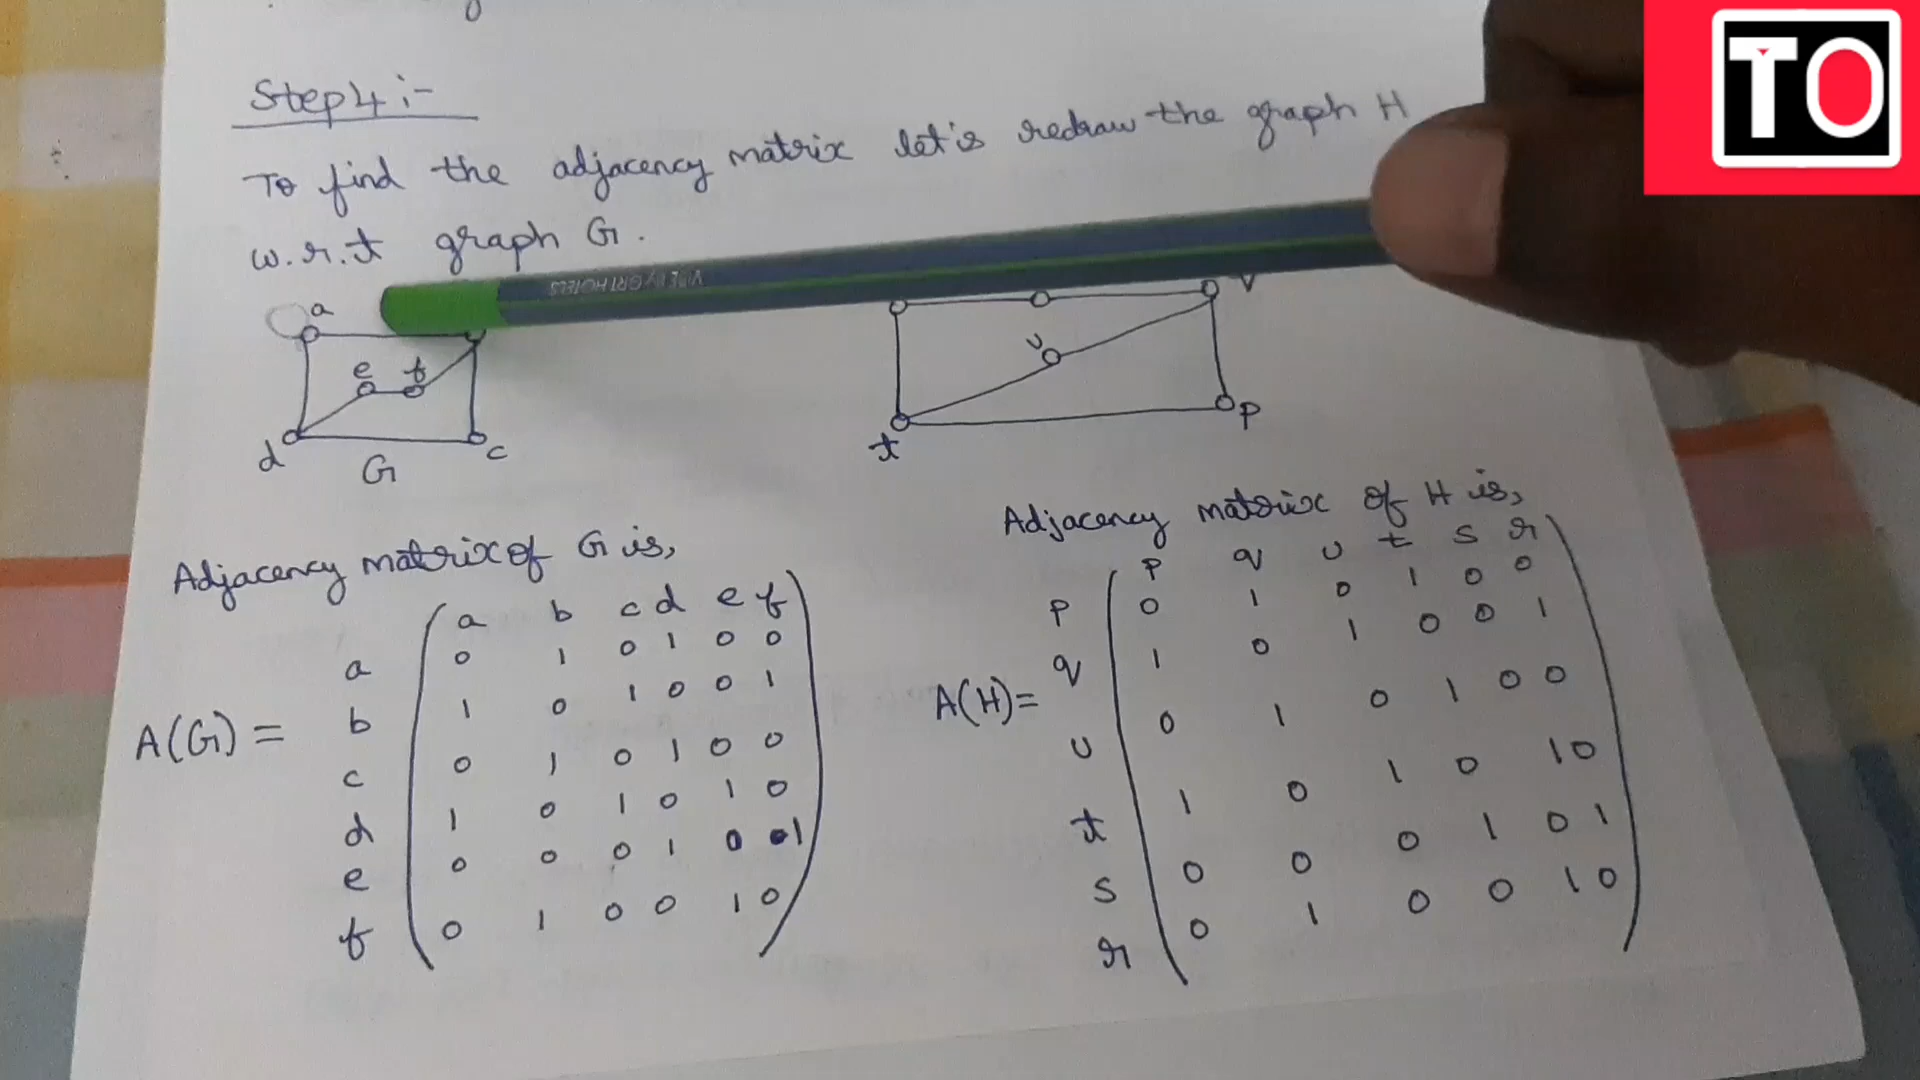 TO
Step 4 :-
To find the adjacency matrix let's redraw the graph H
w.r.t graph G.
a
e f
d c
G
v
u
t p
Adjacency matrix of G is,
a b c d e f
a 0 1 0 1 0 0
b 1 0 1 0 0 1
A(G) =
c 0 1 0 1 0 0
d 1 0 1 0 1 0
e 0 0 0 1 0 1
f 0 1 0 0 1 0
Adjacency matrix of H is,
p q u t s r
p 0 1 0 1 0 0
q 1 0 1 0 0 1
A(H)=
u 0 1 0 1 0 0
t 1 0 1 0 1 0
s 0 0 0 1 0 1
r 0 1 0 0 1 0